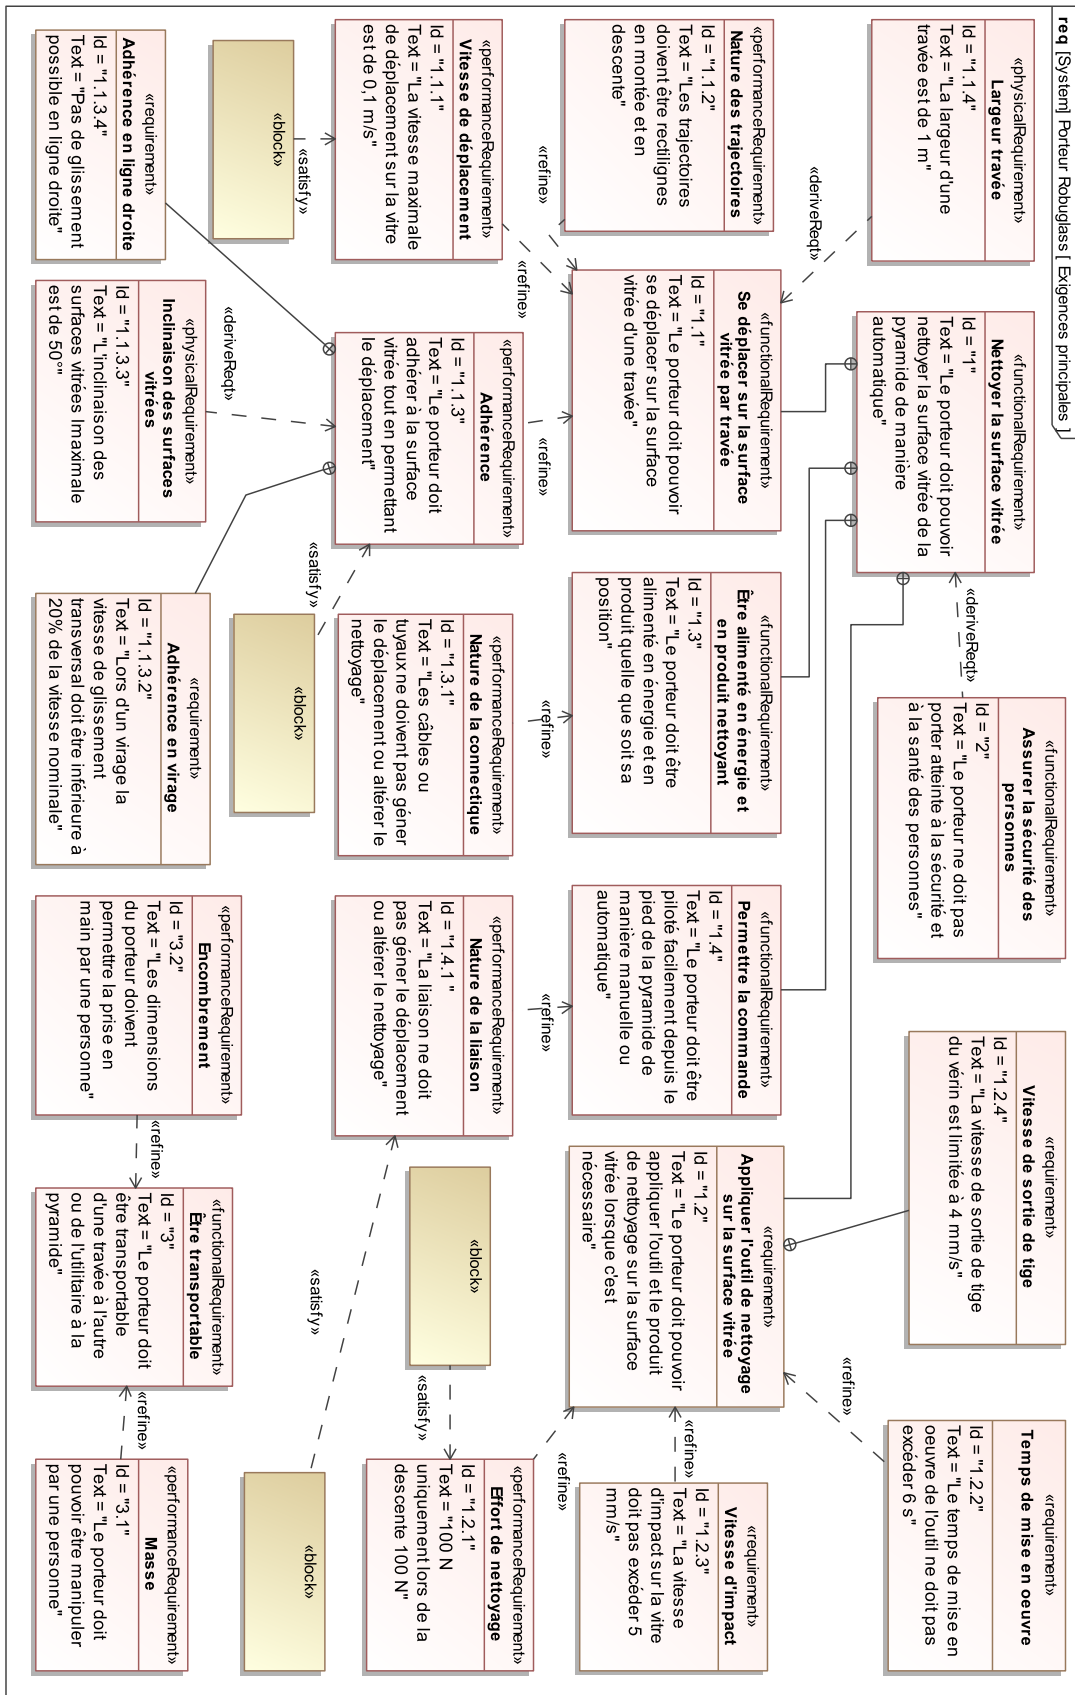 req [System] Porteur Robuglass [ Exigences principales ]
«physicalRequirement»
Largeur travée
Id = "1.1.4"
Text = "La largeur d'une
travée est de 1 m"
«functionalRequirement»
Nettoyer la surface vitrée
Id = "1"
Text = "Le porteur doit pouvoir
nettoyer la surface vitrée de la
pyramide de manière
automatique"
«functionalRequirement»
Assurer la sécurité des
personnes
Id = "2"
Text = "Le porteur ne doit pas
porter atteinte à la sécurité et
à la santé des personnes"
«requirement»
Vitesse de sortie de tige
Id = "1.2.4"
Text = "La vitesse de sortie de tige
du vérin est limitée à 4 mm/s"
«requirement»
Temps de mise en oeuvre
Id = "1.2.2"
Text = "Le temps de mise en
oeuvre de l'outil ne doit pas
excéder 6 s"
«deriveReqt»
«deriveReqt»
«refine»
«performanceRequirement»
Nature des trajectoires
Id = "1.1.2"
Text = "Les trajectoires
doivent être rectilignes
en montée et en
descente"
«refine»
«functionalRequirement»
Se déplacer sur la surface
vitrée par travée
Id = "1.1"
Text = "Le porteur doit pouvoir
se déplacer sur la surface
vitrée d'une travée"
«functionalRequirement»
Être alimenté en énergie et
en produit nettoyant
Id = "1.3"
Text = "Le porteur doit être
alimenté en énergie et en
produit quelle que soit sa
position"
«functionalRequirement»
Permettre la commande
Id = "1.4"
Text = "Le porteur doit être
piloté facilement depuis le
pied de la pyramide de
manière manuelle ou
automatique"
«requirement»
Appliquer l'outil de nettoyage
sur la surface vitrée
Id = "1.2"
Text = "Le porteur doit pouvoir
appliquer l'outil et le produit
de nettoyage sur la surface
vitrée lorsque c'est
nécessaire"
«refine»
«requirement»
Vitesse d'impact
Id = "1.2.3"
Text = "La vitesse
d'impact sur la vitre
doit pas excéder 5
mm/s"
«refine»
«refine»
«refine»
«refine»
«refine»
«performanceRequirement»
Vitesse de déplacement
Id = "1.1.1"
Text = "La vitesse maximale
de déplacement sur la vitre
est de 0,1 m/s"
«performanceRequirement»
Adhérence
Id = "1.1.3"
Text = "Le porteur doit
adhérer à la surface
vitrée tout en permettant
le déplacement"
«performanceRequirement»
Nature de la connectique
Id = "1.3.1"
Text = "Les câbles ou
tuyaux ne doivent pas géner
le déplacement ou altérer le
nettoyage"
«performanceRequirement»
Nature de la liaison
Id = "1.4.1 "
Text = "La liaison ne doit
pas géner le déplacement
ou altérer le nettoyage"
«block»
«satisfy»
«performanceRequirement»
Effort de nettoyage
Id = "1.2.1"
Text = "100 N
uniquement lors de la
descente 100 N"
«satisfy»
«satisfy»
«satisfy»
«block»
«block»
«block»
«deriveReqt»
«requirement»
Adhérence en ligne droite
Id = "1.1.3.4"
Text = "Pas de glissement
possible en ligne droite"
«physicalRequirement»
Inclinaison des surfaces
vitrées
Id = "1.1.3.3"
Text = "L'inclinaison des
surfaces vitrées lmaximale
est de 50°"
«requirement»
Adhérence en virage
Id = "1.1.3.2"
Text = "Lors d'un virage la
vitesse de glissement
transversal doit être inférieure à
20% de la vitesse nominale"
«performanceRequirement»
Encombrement
Id = "3.2"
Text = "Les dimensions
du porteur doivent
permettre la prise en
main par une personne"
«refine»
«functionalRequirement»
Être transportable
Id = "3"
Text = "Le porteur doit
être transportable
d'une travée à l'autre
ou de l'utilitaire à la
pyramide"
«refine»
«performanceRequirement»
Masse
Id = "3.1"
Text = "Le porteur doit
pouvoir être manipuler
par une personne"